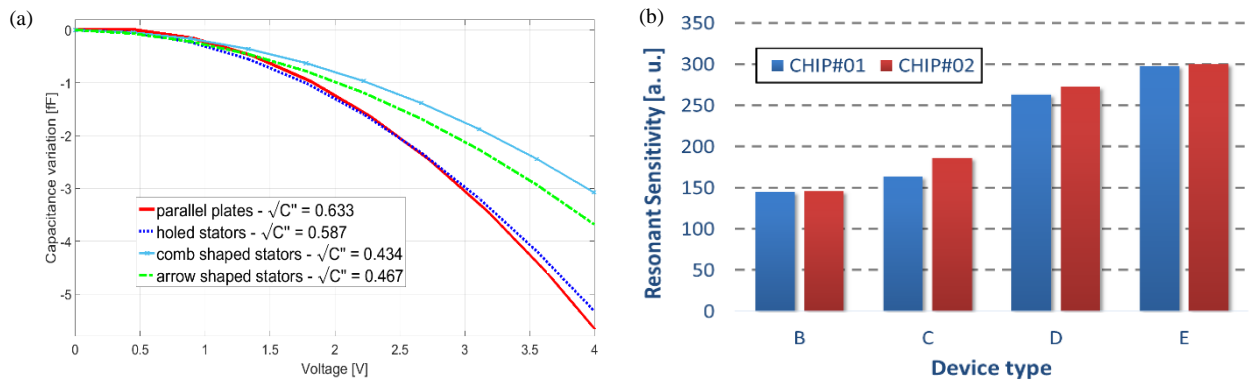 (a)
0
-1
-2
-3
-4
-5
Capacitance variation [fF]
parallel plates - √C" = 0.633
holed stators - √C" = 0.587
comb shaped stators - √C" = 0.434
arrow shaped stators - √C" = 0.467
0 0.5 1 1.5 2 2.5 3 3.5 4
Voltage [V]
(b)
350
300
250
200
150
100
50
0
Resonant Sensitivity [a. u.]
CHIP#01 CHIP#02
B C D E
Device type